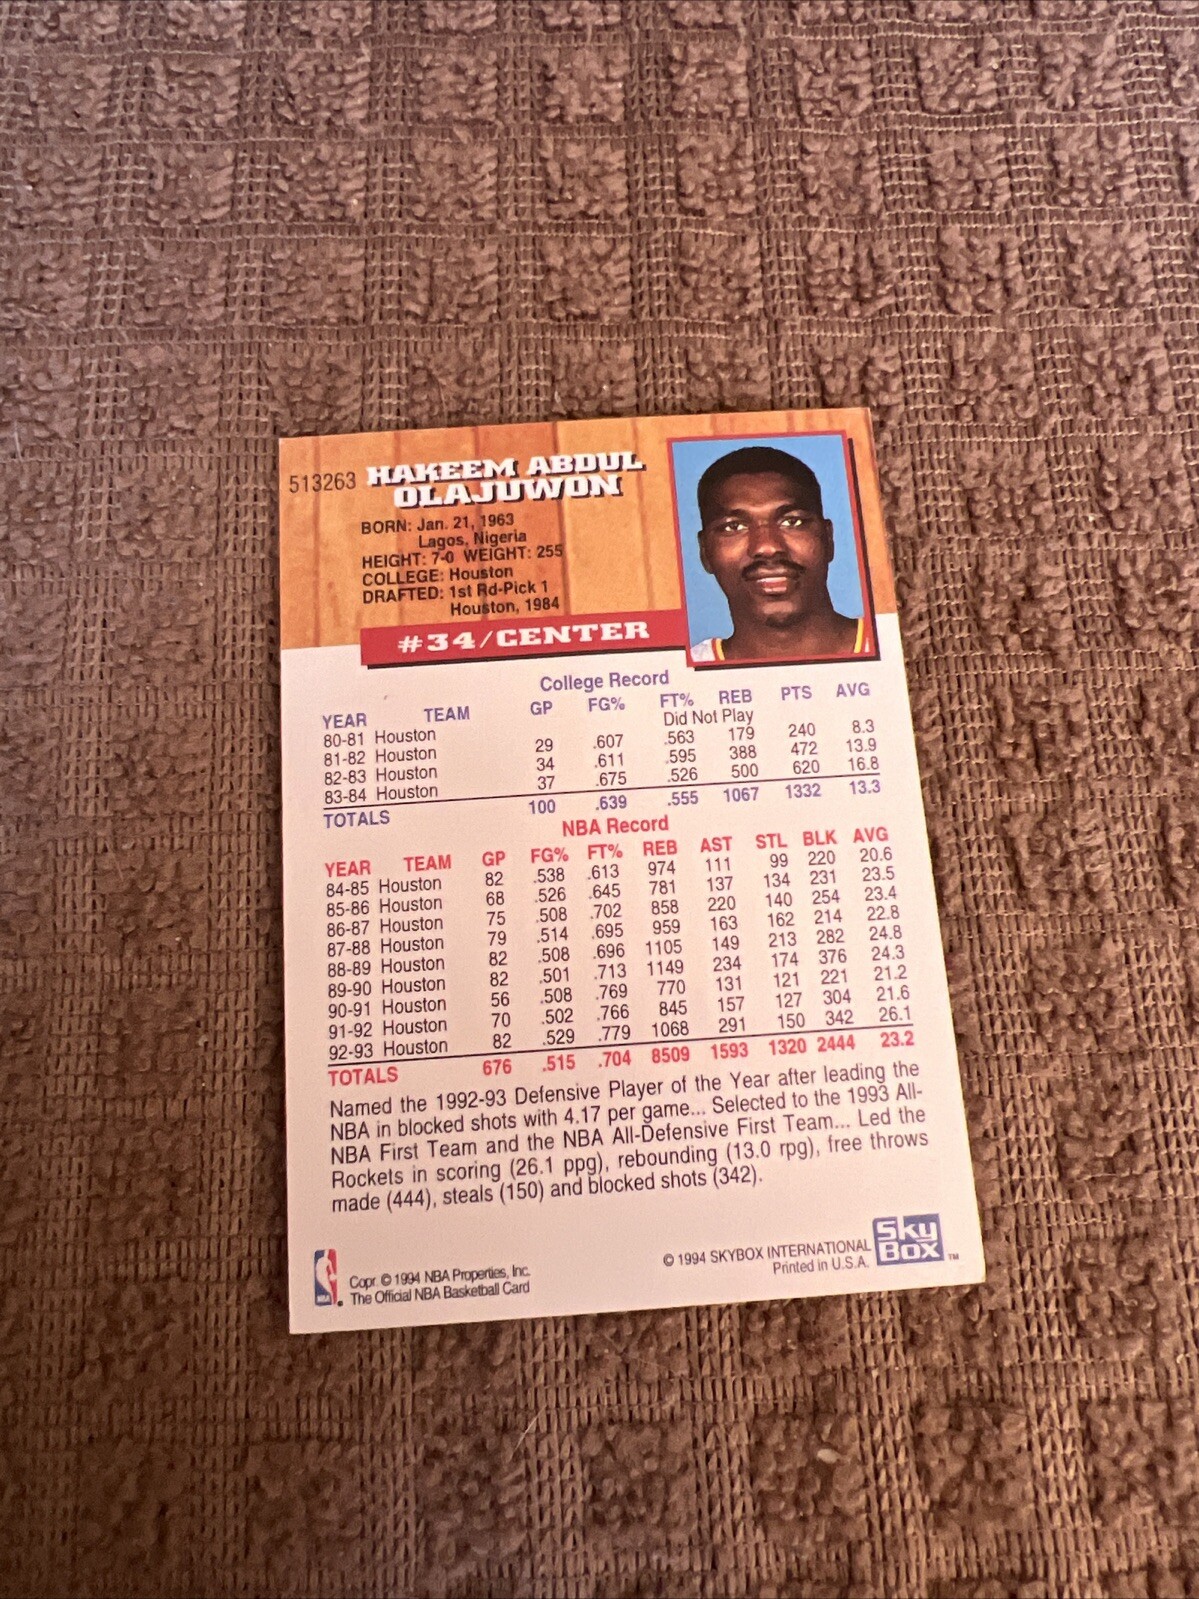 513263 HAKEEM ABDUL
OLAJUWON
BORN: Jan. 21, 1963
Lagos, Nigeria
HEIGHT: 7-0 WEIGHT: 255
COLLEGE: Houston
DRAFTED: 1st Rd-Pick 1
Houston, 1984
#34/CENTER
College Record
YEAR TEAM GP FG% FT% REB PTS AVG
80-81 Houston Did Not Play
81-82 Houston 29 .607 .563 179 240 8.3
82-83 Houston 34 .611 .595 388 472 13.9
83-84 Houston 37 .675 .526 500 620 16.8
TOTALS 100 .639 .555 1067 1332 13.3
NBA Record
YEAR TEAM GP FG% FT% REB AST STL BLK AVG
84-85 Houston 82 .538 .613 974 111 99 220 20.6
85-86 Houston 68 .526 .645 781 137 134 231 23.5
86-87 Houston 75 .508 .702 858 220 140 254 23.4
87-88 Houston 79 .514 .695 959 163 162 214 22.8
88-89 Houston 82 .508 .696 1105 149 213 282 24.8
89-90 Houston 82 .501 .713 1149 234 174 376 24.3
90-91 Houston 56 .508 .769 770 131 121 221 21.2
91-92 Houston 70 .502 .766 845 157 127 304 21.6
92-93 Houston 82 .529 .779 1068 291 150 342 26.1
TOTALS 676 .515 .704 8509 1593 1320 2444 23.2
Named the 1992-93 Defensive Player of the Year after leading the
NBA in blocked shots with 4.17 per game... Selected to the 1993 All-
NBA First Team and the NBA All-Defensive First Team... Led the
Rockets in scoring (26.1 ppg), rebounding (13.0 rpg), free throws
made (444), steals (150) and blocked shots (342).
NBA
Copr. © 1994 NBA Properties, Inc.
The Official NBA Basketball Card
© 1994 SKYBOX INTERNATIONAL
Printed in U.S.A.
SKY
BOX ™